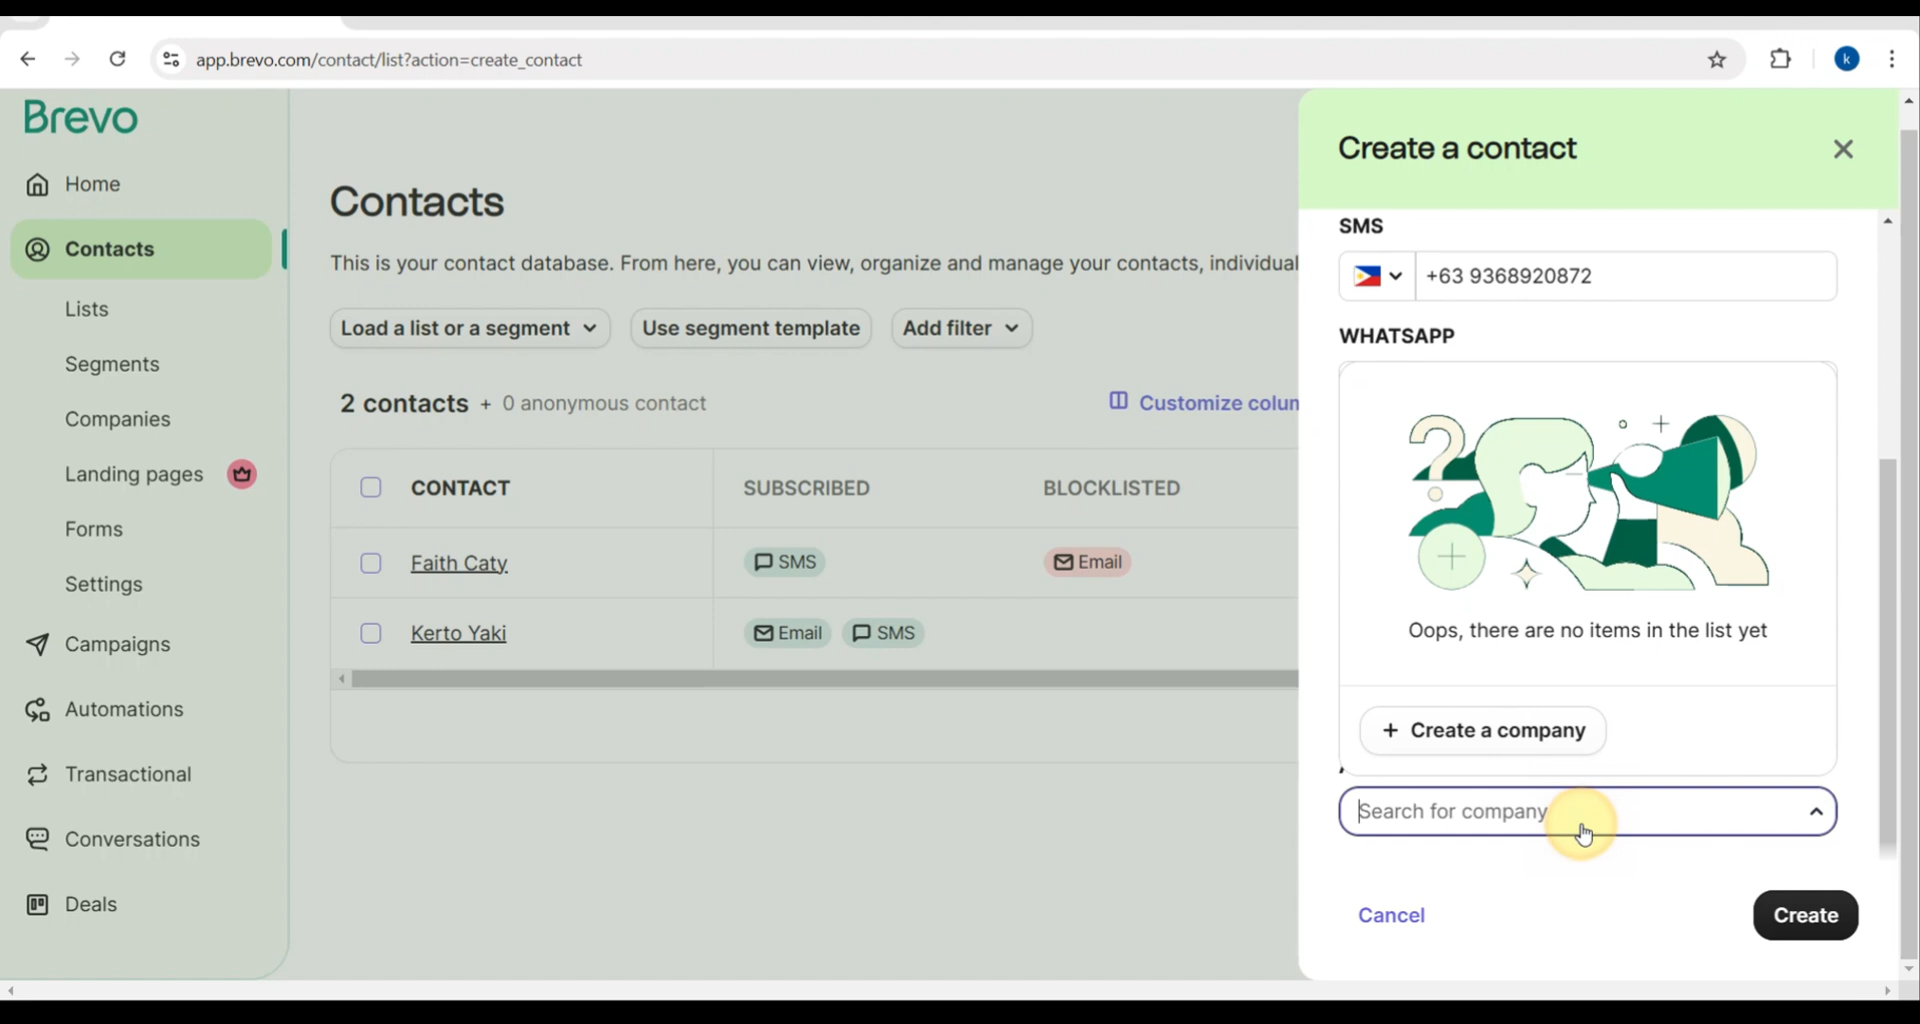 app.brevo.com/contact/list?action=create_contact
k
Brevo
Home
Contacts
Lists
Segments
Companies
Landing pages
Forms
Settings
Campaigns
Automations
Transactional
Conversations
Deals
Contacts
This is your contact database. From here, you can view, organize and manage your contacts, individual
Load a list or a segment
Use segment template
Add filter
2 contacts + 0 anonymous contact
Customize colum
CONTACT SUBSCRIBED BLOCKLISTED
Faith Caty SMS Email
Kerto Yaki Email SMS
Create a contact
SMS
+63 9368920872
WHATSAPP
?
Oops, there are no items in the list yet
+ Create a company
Search for company
Cancel
Create